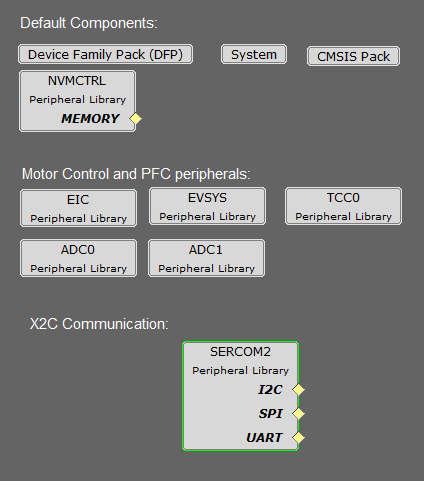 Default Components:
Device Family Pack (DFP)
System
CMSIS Pack
NVMCTRL
Peripheral Library
MEMORY
Motor Control and PFC peripherals:
EIC
Peripheral Library
EVSYS
Peripheral Library
TCC0
Peripheral Library
ADC0
Peripheral Library
ADC1
Peripheral Library
X2C Communication:
SERCOM2
Peripheral Library
I2C
SPI
UART